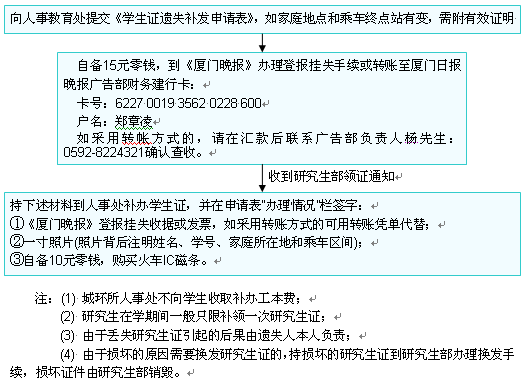 向人事教育处提交《学生证遗失补发申请表》，如家庭地点和乘车终点站有变，需附有效证明
自备15元零钱，到《厦门晚报》办理登报挂失手续或转账至厦门日报
晚报广告部财务建行卡：
卡号：6227·0019·3562·0228·600
户名：郑章凌
如采用转帐方式的，请在汇款后联系广告部负责人杨先生：
0592-8224321确认查收。
收到研究生部领证通知
持下述材料到人事处补办学生证，并在申请表“办理情况”栏签字：
①《厦门晚报》登报挂失收据或发票，如采用转账方式的可用转账凭单代替；
②一寸照片(照片背后注明姓名、学号、家庭所在地和乘车区间)；
③自备10元零钱，购买火车IC磁条。
注：(1)·城环所人事处不向学生收取补办工本费；
(2)·研究生在学期间一般只限补领一次研究生证；
(3)·由于丢失研究生证引起的后果由遗失人本人负责；
(4)·由于损坏的原因需要换发研究生证的，持损坏的研究生证到研究生部办理换发手
续，损坏证件由研究生部销毁。